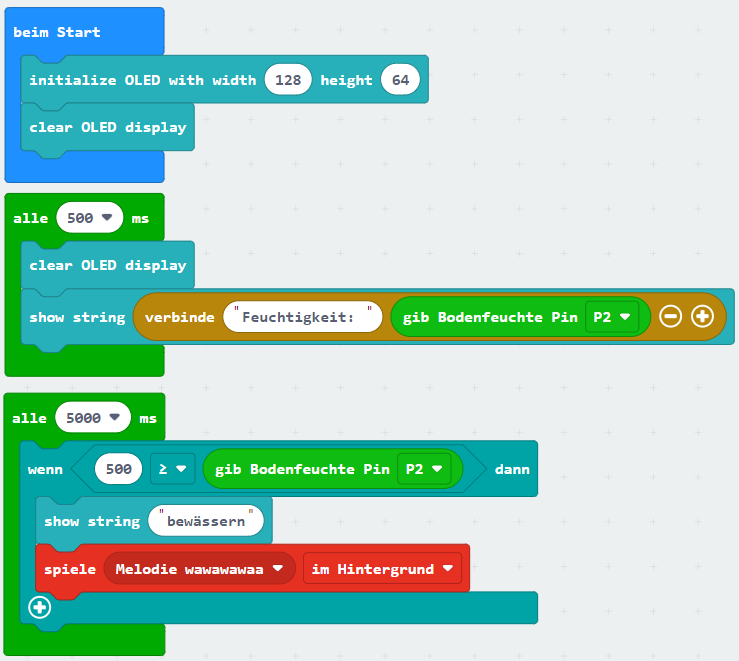 beim Start
initialize OLED with width 128 height 64
clear OLED display
alle 500 ms
clear OLED display
show string verbinde "Feuchtigkeit: " gib Bodenfeuchte Pin P2
alle 5000 ms
wenn 500 ≥ gib Bodenfeuchte Pin P2 dann
show string "bewässern"
spiele Melodie wawawawaa im Hintergrund